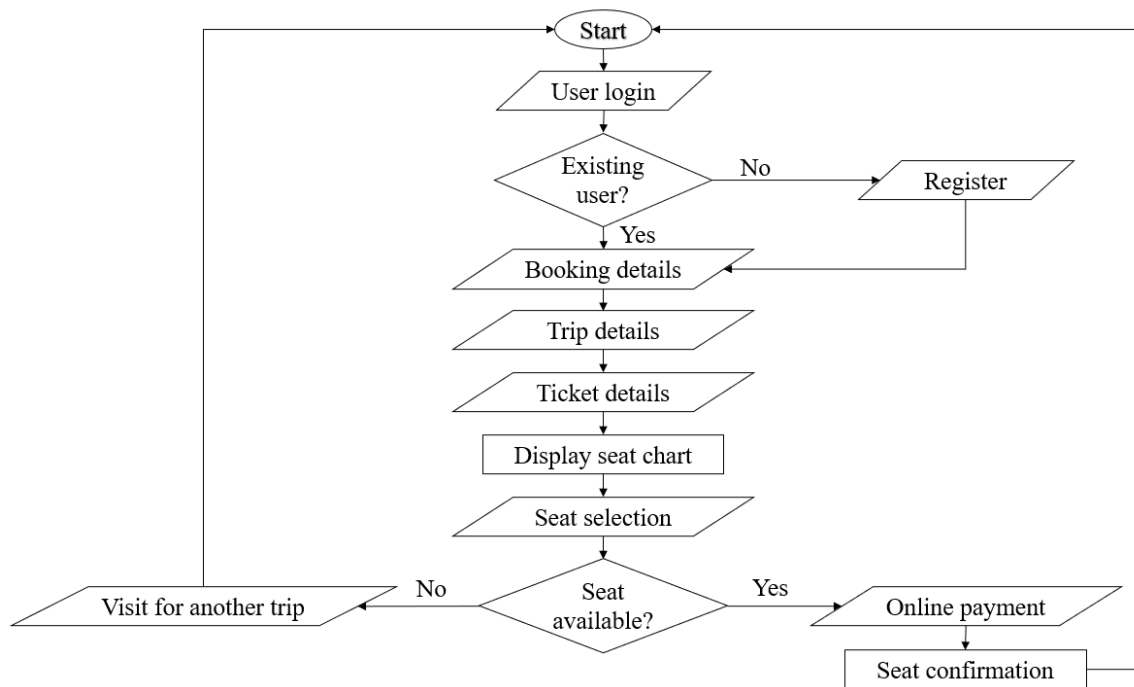 Start
User login
Existing
user?
No
Register
Yes
Booking details
Trip details
Ticket details
Display seat chart
Seat selection
Seat
available?
No
Yes
Visit for another trip
Online payment
Seat confirmation